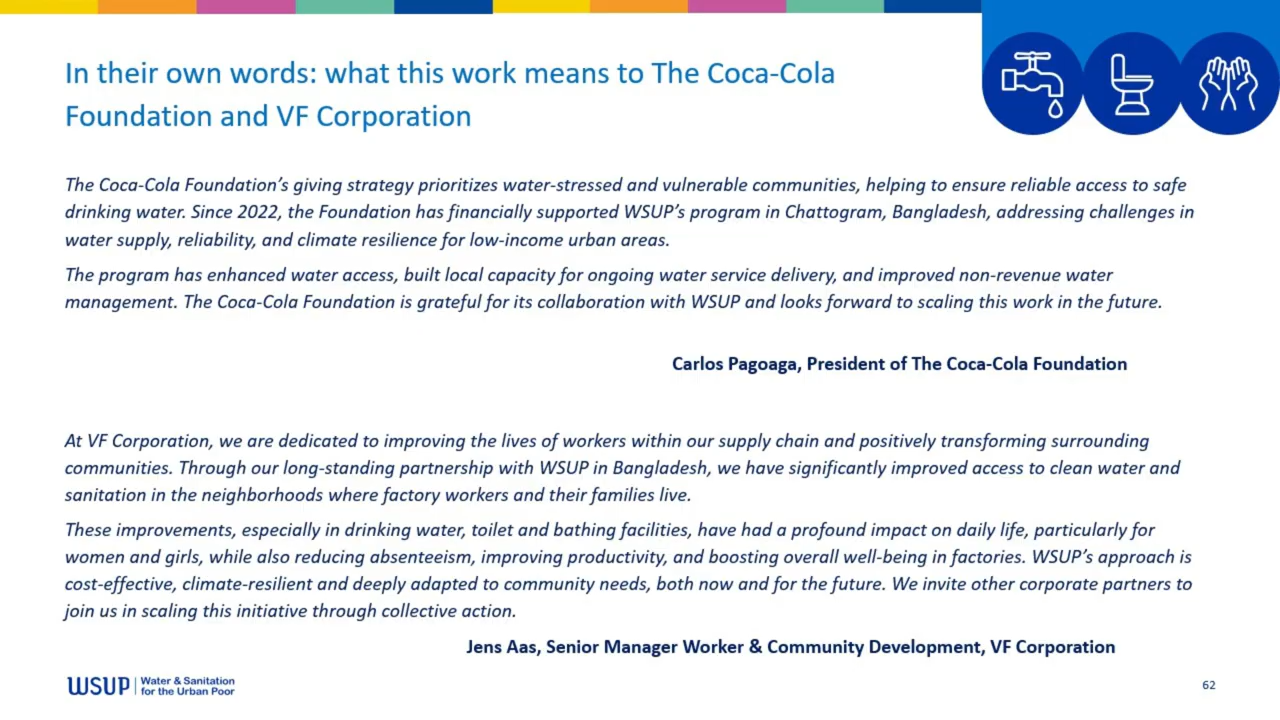 In their own words: what this work means to The Coca-Cola
Foundation and VF Corporation
The Coca-Cola Foundation’s giving strategy prioritizes water-stressed and vulnerable communities, helping to ensure reliable access to safe
drinking water. Since 2022, the Foundation has financially supported WSUP’s program in Chattogram, Bangladesh, addressing challenges in
water supply, reliability, and climate resilience for low-income urban areas.
The program has enhanced water access, built local capacity for ongoing water service delivery, and improved non-revenue water
management. The Coca-Cola Foundation is grateful for its collaboration with WSUP and looks forward to scaling this work in the future.
Carlos Pagoaga, President of The Coca-Cola Foundation
At VF Corporation, we are dedicated to improving the lives of workers within our supply chain and positively transforming surrounding
communities. Through our long-standing partnership with WSUP in Bangladesh, we have significantly improved access to clean water and
sanitation in the neighborhoods where factory workers and their families live.
These improvements, especially in drinking water, toilet and bathing facilities, have had a profound impact on daily life, particularly for
women and girls, while also reducing absenteeism, improving productivity, and boosting overall well-being in factories. WSUP’s approach is
cost-effective, climate-resilient and deeply adapted to community needs, both now and for the future. We invite other corporate partners to
join us in scaling this initiative through collective action.
Jens Aas, Senior Manager Worker & Community Development, VF Corporation
WSUP Water & Sanitation
for the Urban Poor
62